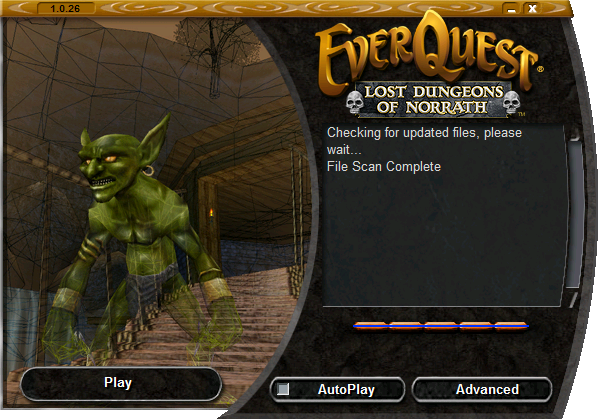 1.0.26
EVERQUEST®
LOST DUNGEONS
OF NORRATH™
Checking for updated files, please
wait...
File Scan Complete
Play
AutoPlay
Advanced